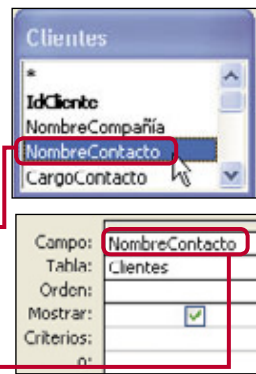 Clientes
*
IdCliente
NombreCompañía
NombreContacto
CargoContacto
Campo: NombreContacto
Tabla: Clientes
Orden:
Mostrar:
Criterios:
o: